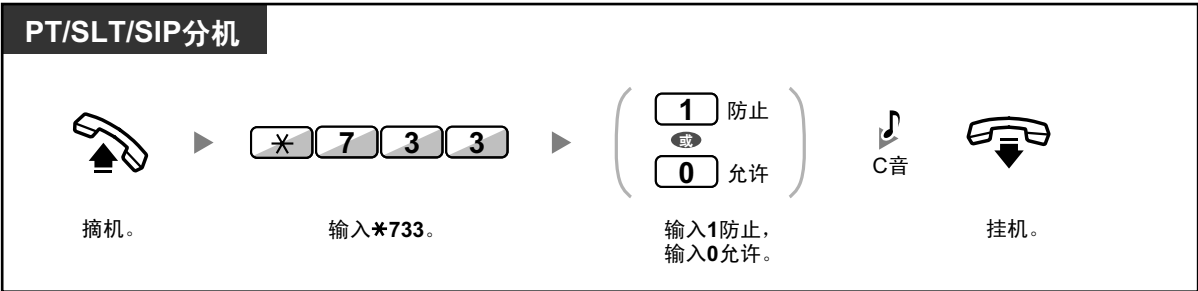 PT/SLT/SIP分机
1 防止
或
0 允许
✳ 7 3 3
C音
摘机。
输入✳733。
输入1防止，
输入0允许。
挂机。